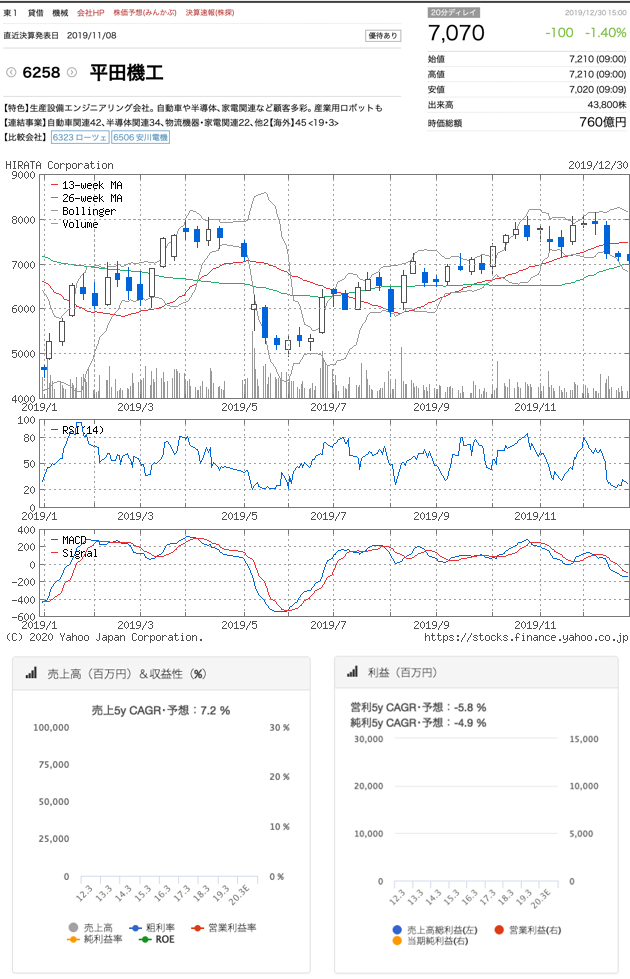 東1 貸借 機械 会社HP 株価予想(みんかぶ) 決算速報(株探)
直近決算発表日 2019/11/08 優待あり
6258 平田機工
20分ディレイ 2019/12/30 15:00
7,070 -100 -1.40%
始値 7,210 (09:00)
高値 7,210 (09:00)
安値 7,020 (09:09)
出来高 43,800株
時価総額 760億円
【特色】生産設備エンジニアリング会社。自動車や半導体、家電関連など顧客多彩。産業用ロボットも
【連結事業】自動車関連42、半導体関連34、物流機器・家電関連22、他2【海外】45 <19・3>
【比較会社】 6323 ローツェ 6506 安川電機
HIRATA Corporation 2019/12/30
9000
8000
7000
6000
5000
4000
13-week MA
26-week MA
Bollinger
Volume
2019/1 2019/3 2019/5 2019/7 2019/9 2019/11
100
80
50
20
0
RSI(14)
2019/1 2019/3 2019/5 2019/7 2019/9 2019/11
400
200
0
-200
-400
-600
MACD
Signal
2019/1 2019/3 2019/5 2019/7 2019/9 2019/11
(C) 2020 Yahoo Japan Corporation. https://stocks.finance.yahoo.co.jp
売上高（百万円）＆収益性（%）
売上5y CAGR・予想：7.2 %
100,000 30 %
75,000
20 %
50,000
10 %
25,000
0 0 %
12.3 13.3 14.3 15.3 16.3 17.3 18.3 19.3 20.3E
売上高 粗利率 営業利益率
純利益率 ROE
利益（百万円）
営利5y CAGR・予想：-5.8 %
純利5y CAGR・予想：-4.9 %
30,000 15,000
20,000 10,000
10,000 5,000
0 0
12.3 13.3 14.3 15.3 16.3 17.3 18.3 19.3 20.3E
売上高総利益(左) 営業利益(右)
当期純利益(右)